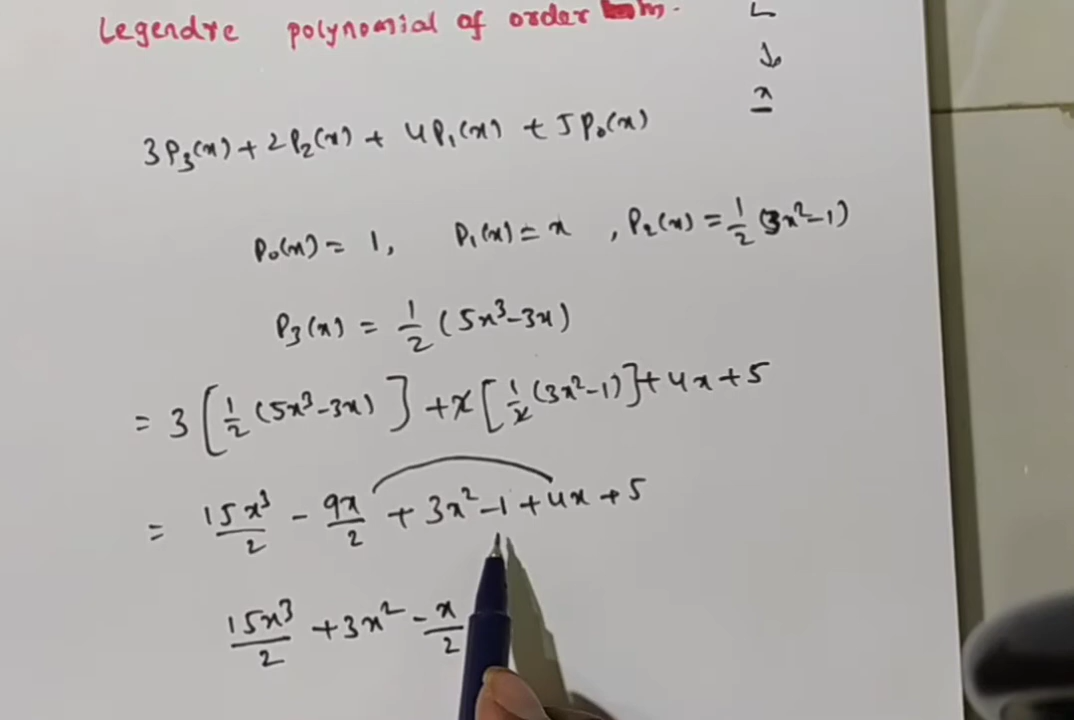 Legendre polynomial of order m.
x
3P₃(x) + 2P₂(x) + 4P₁(x) + 5P₀(x)
P₀(x) = 1, P₁(x) = x , P₂(x) = 1/2 (3x²-1)
P₃(x) = 1/2 (5x³-3x)
= 3 [1/2 (5x³-3x)] + 2 [1/2 (3x²-1)] + 4x + 5
= 15x³/2 - 9x/2 + 3x² - 1 + 4x + 5
15x³/2 + 3x² - x/2